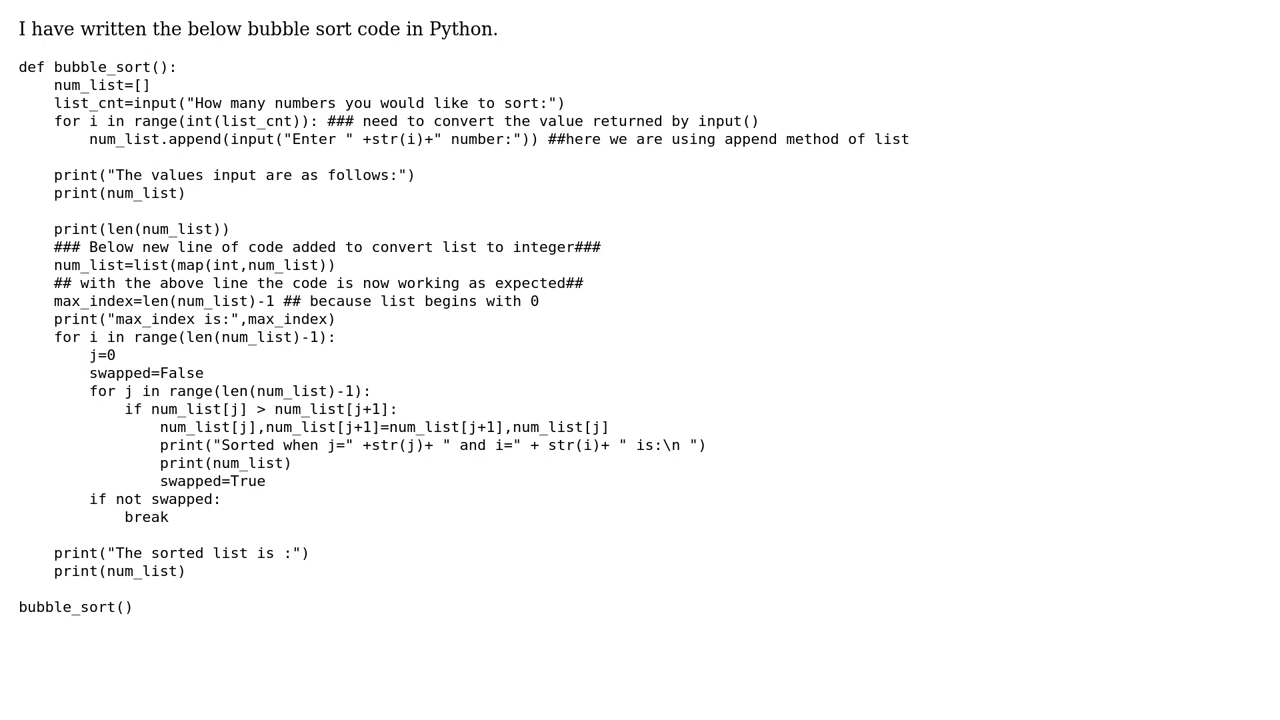 I have written the below bubble sort code in Python.
def bubble_sort():
    num_list=[]
    list_cnt=input("How many numbers you would like to sort:")
    for i in range(int(list_cnt)): ### need to convert the value returned by input()
        num_list.append(input("Enter " +str(i)+" number:")) ##here we are using append method of list

    print("The values input are as follows:")
    print(num_list)

    print(len(num_list))
    ### Below new line of code added to convert list to integer###
    num_list=list(map(int,num_list))
    ## with the above line the code is now working as expected##
    max_index=len(num_list)-1 ## because list begins with 0
    print("max_index is:",max_index)
    for i in range(len(num_list)-1):
        j=0
        swapped=False
        for j in range(len(num_list)-1):
            if num_list[j] > num_list[j+1]:
                num_list[j],num_list[j+1]=num_list[j+1],num_list[j]
                print("Sorted when j=" +str(j)+ " and i=" + str(i)+ " is:\n ")
                print(num_list)
                swapped=True
        if not swapped:
            break

    print("The sorted list is :")
    print(num_list)

bubble_sort()